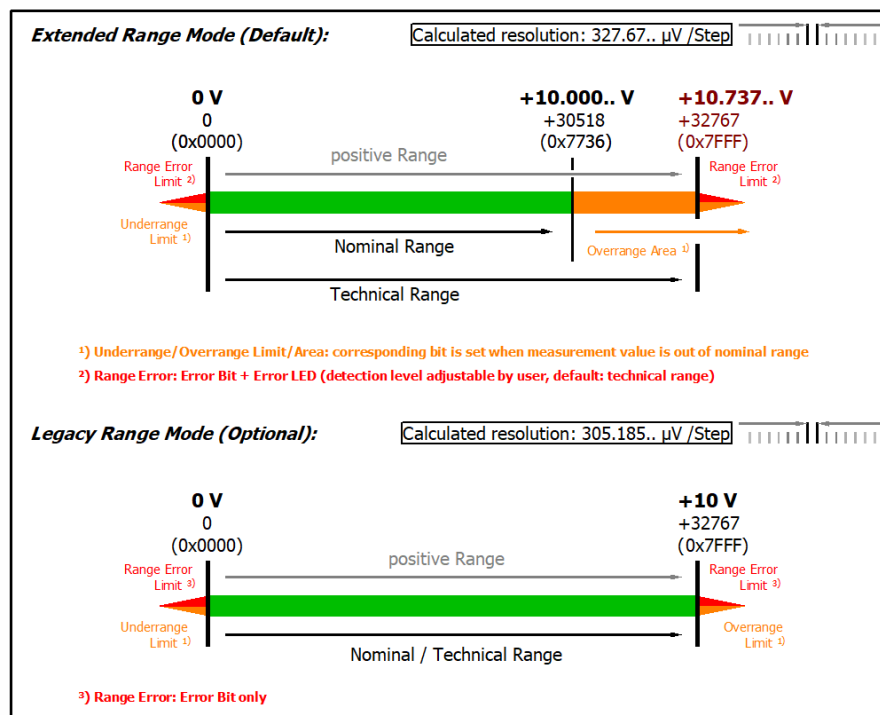 Extended Range Mode (Default):
Calculated resolution: 327.67.. µV /Step
0 V
+10.000.. V
+10.737.. V
0
+30518
+32767
(0x0000)
(0x7736)
(0x7FFF)
positive Range
Range Error
Limit ²⁾
Range Error
Limit ²⁾
Underrange
Limit ¹⁾
Nominal Range
Overrange Area ¹⁾
Technical Range
¹) Underrange/Overrange Limit/Area: corresponding bit is set when measurement value is out of nominal range
²) Range Error: Error Bit + Error LED (detection level adjustable by user, default: technical range)
Legacy Range Mode (Optional):
Calculated resolution: 305.185.. µV /Step
0 V
+10 V
0
+32767
(0x0000)
(0x7FFF)
positive Range
Range Error
Limit ³⁾
Range Error
Limit ³⁾
Underrange
Limit ¹⁾
Overrange
Limit ¹⁾
Nominal / Technical Range
³) Range Error: Error Bit only